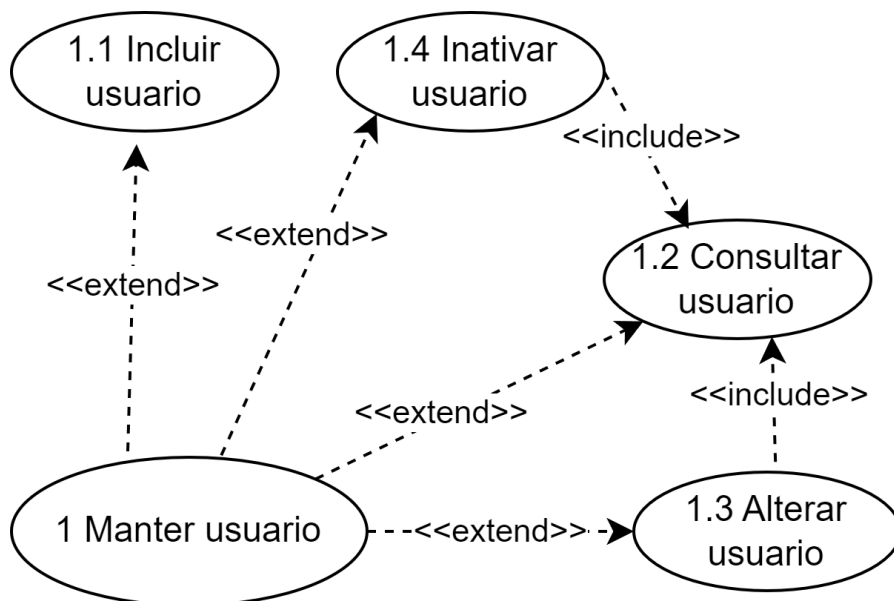 1.1 Incluir
usuario
1.4 Inativar
usuario
<<include>>
<<extend>>
<<extend>>
1.2 Consultar
usuario
<<extend>>
<<include>>
1 Manter usuario
<<extend>>
1.3 Alterar
usuario